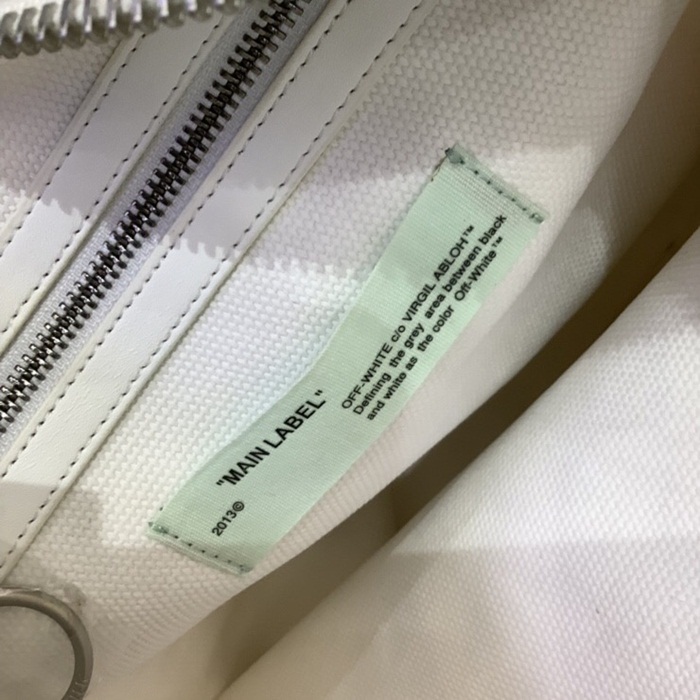 OFF-WHITE c/o VIRGIL ABLOH™
Defining the grey area between black
and white as the color Off-White™
"MAIN LABEL"
2013©